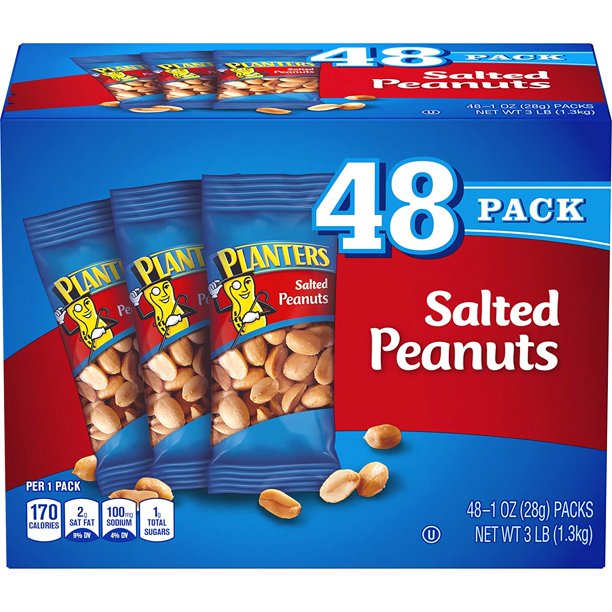 48 PACK
Salted
Peanuts
48–1 OZ (28g) PACKS
NET WT 3 LB (1.3kg)
48 PACK
PLANTERS
PLANTERS
PLANTERS
Salted
Peanuts
Salted
Peanuts
PER 1 PACK
170
CALORIES
2g
SAT FAT
9% DV
100mg
SODIUM
4% DV
1g
TOTAL
SUGARS
48–1 OZ (28g) PACKS
U
NET WT 3 LB (1.3kg)